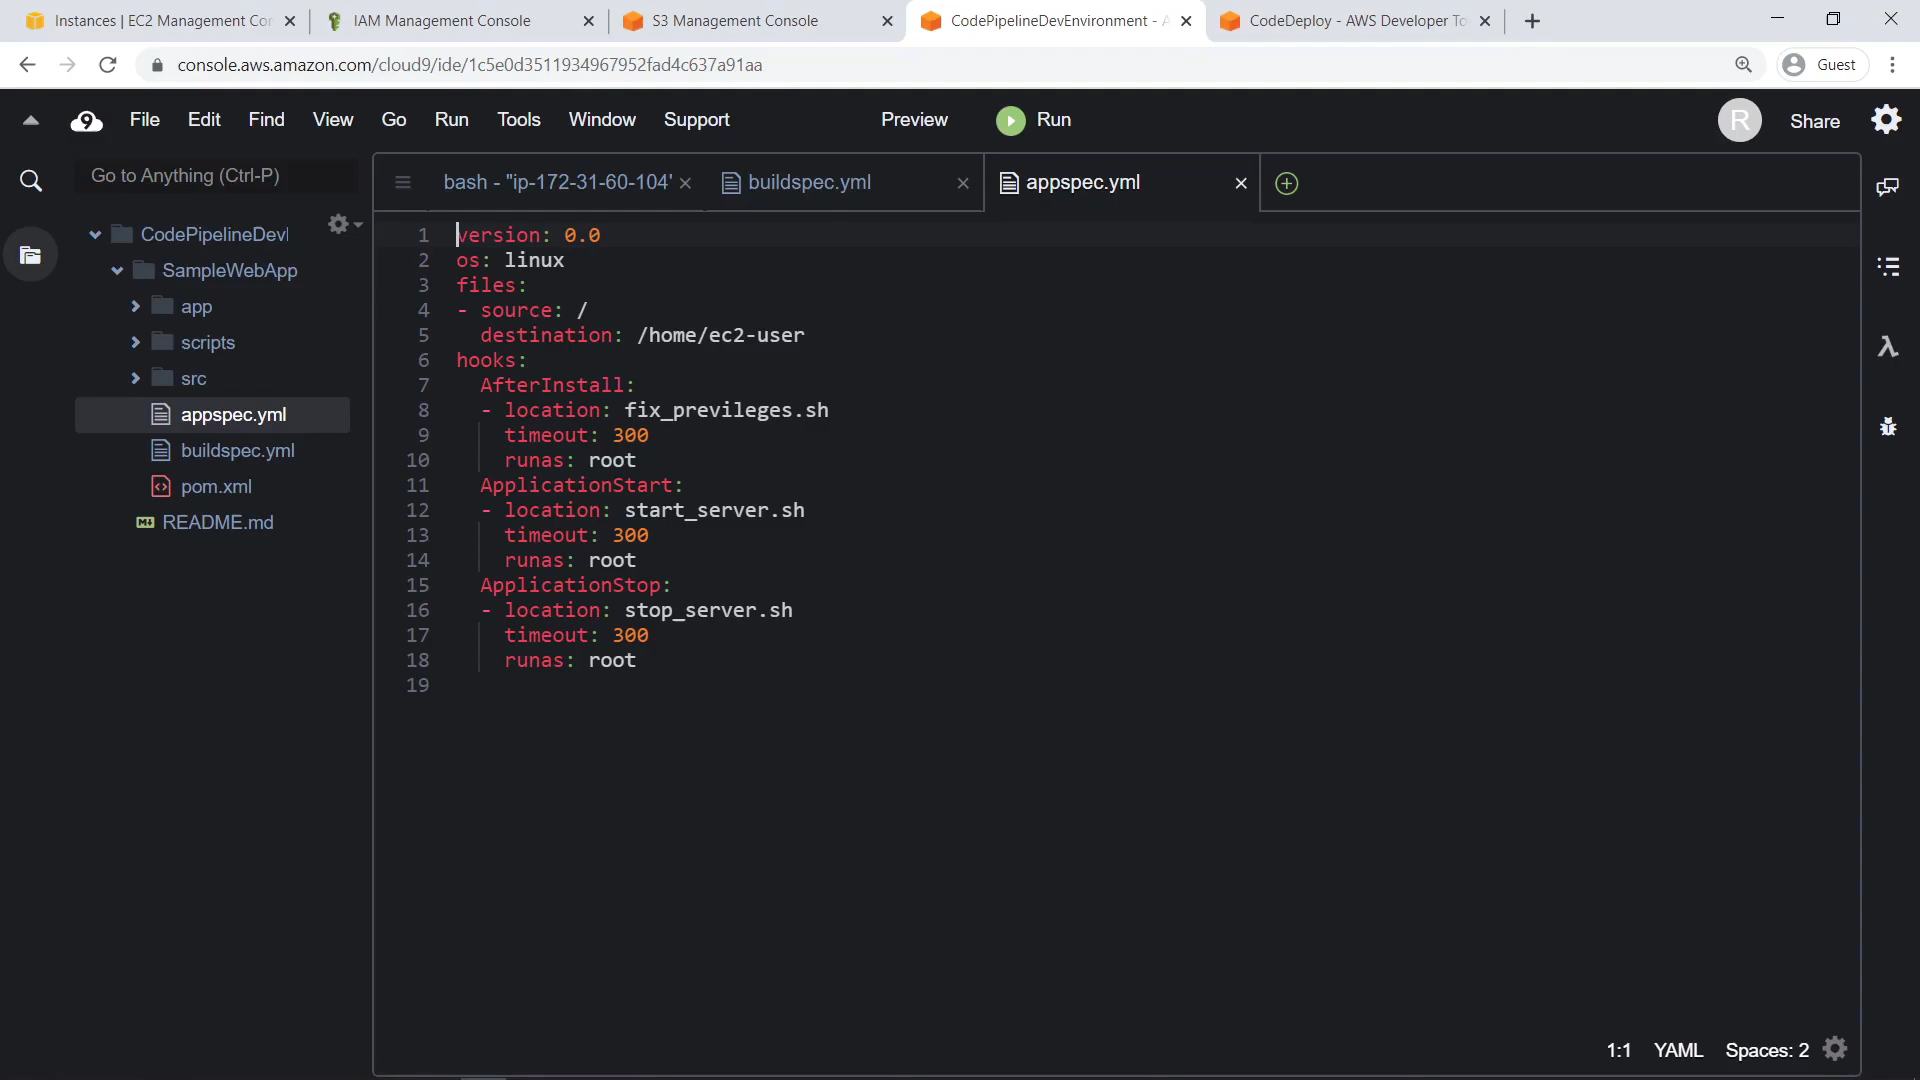 Instances | EC2 Management Co
IAM Management Console
S3 Management Console
CodePipelineDevEnvironment - A
CodeDeploy - AWS Developer To
console.aws.amazon.com/cloud9/ide/1c5e0d3511934967952fad4c637a91aa
Guest
9
File
Edit
Find
View
Go
Run
Tools
Window
Support
Preview
Run
R
Share
Go to Anything (Ctrl-P)
bash - "ip-172-31-60-104'
buildspec.yml
appspec.yml
CodePipelineDevI
SampleWebApp
app
scripts
src
appspec.yml
buildspec.yml
pom.xml
README.md
1 version: 0.0
2 os: linux
3 files:
4 - source: /
5 destination: /home/ec2-user
6 hooks:
7 AfterInstall:
8 - location: fix_previleges.sh
9 timeout: 300
10 runas: root
11 ApplicationStart:
12 - location: start_server.sh
13 timeout: 300
14 runas: root
15 ApplicationStop:
16 - location: stop_server.sh
17 timeout: 300
18 runas: root
19
1:1 YAML Spaces: 2